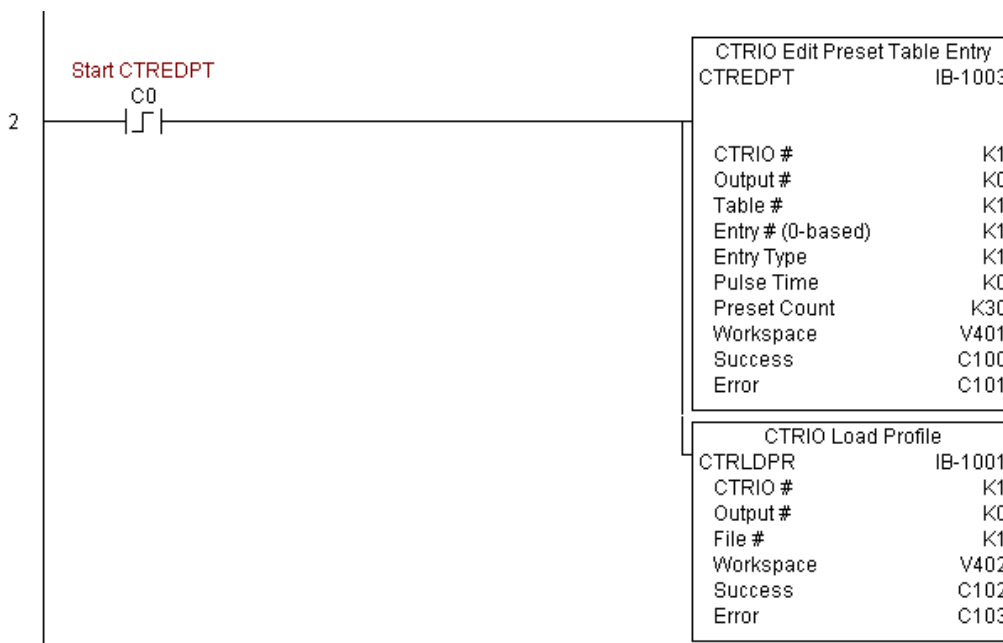 Start CTREDPT
C0
2
CTRIO Edit Preset Table Entry
CTREDPT IB-1003
CTRIO # K1
Output # K0
Table # K1
Entry # (0-based) K1
Entry Type K1
Pulse Time K0
Preset Count K30
Workspace V401
Success C100
Error C101
CTRIO Load Profile
CTRLDPR IB-1001
CTRIO # K1
Output # K0
File # K1
Workspace V402
Success C102
Error C103